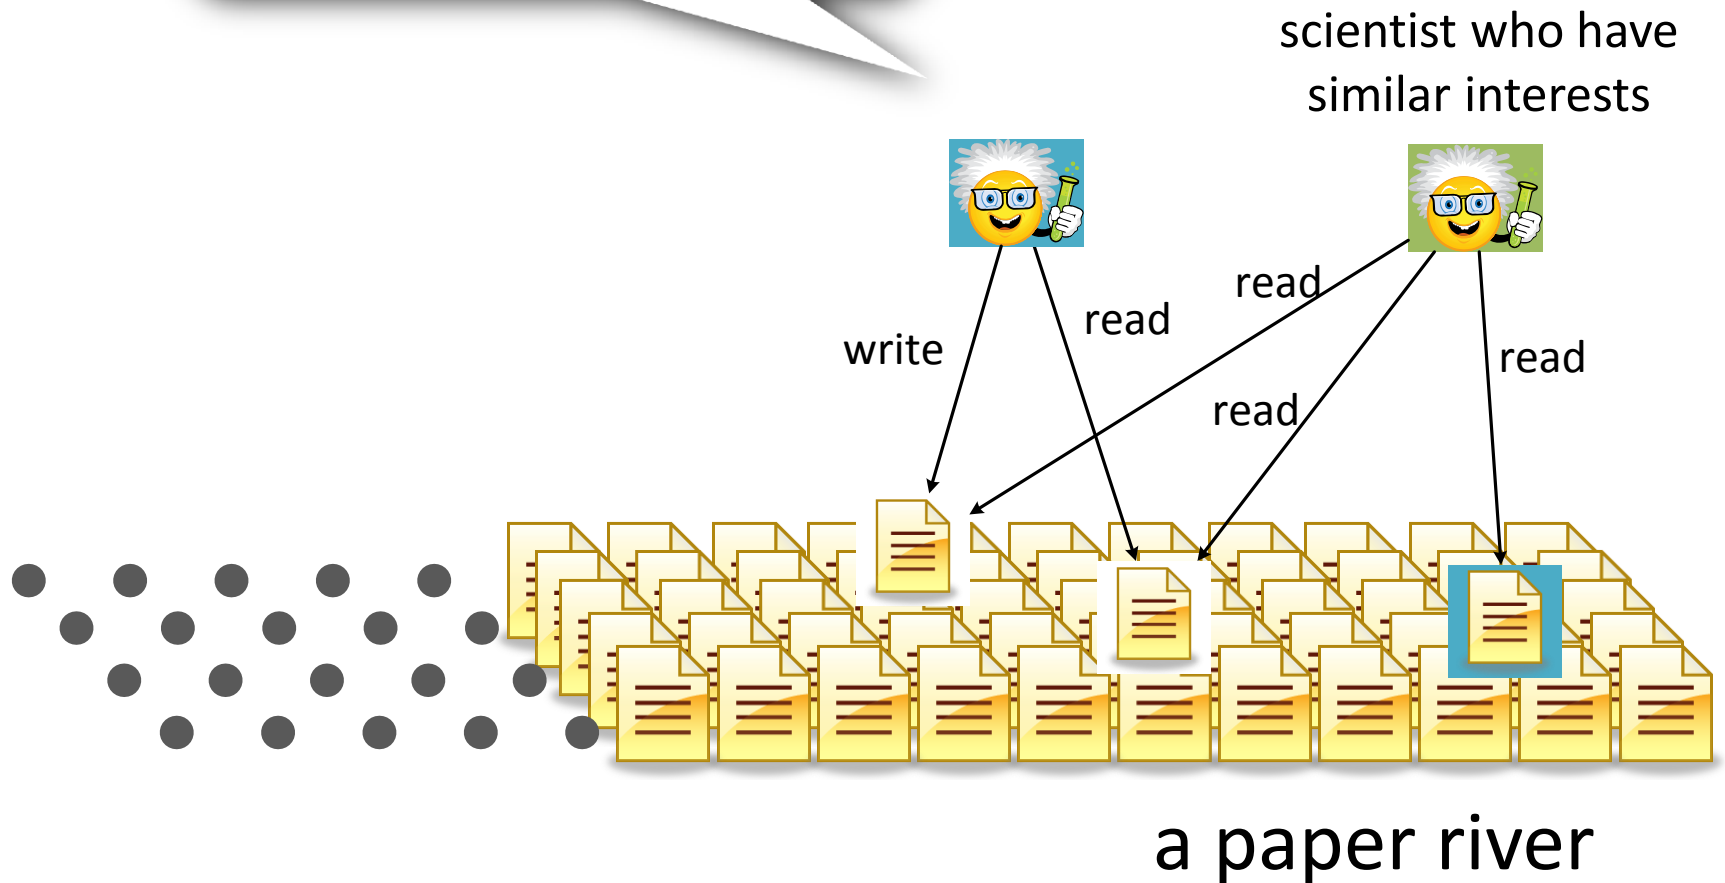 scientist who have
similar interests
read
read
write
read
read
a paper river